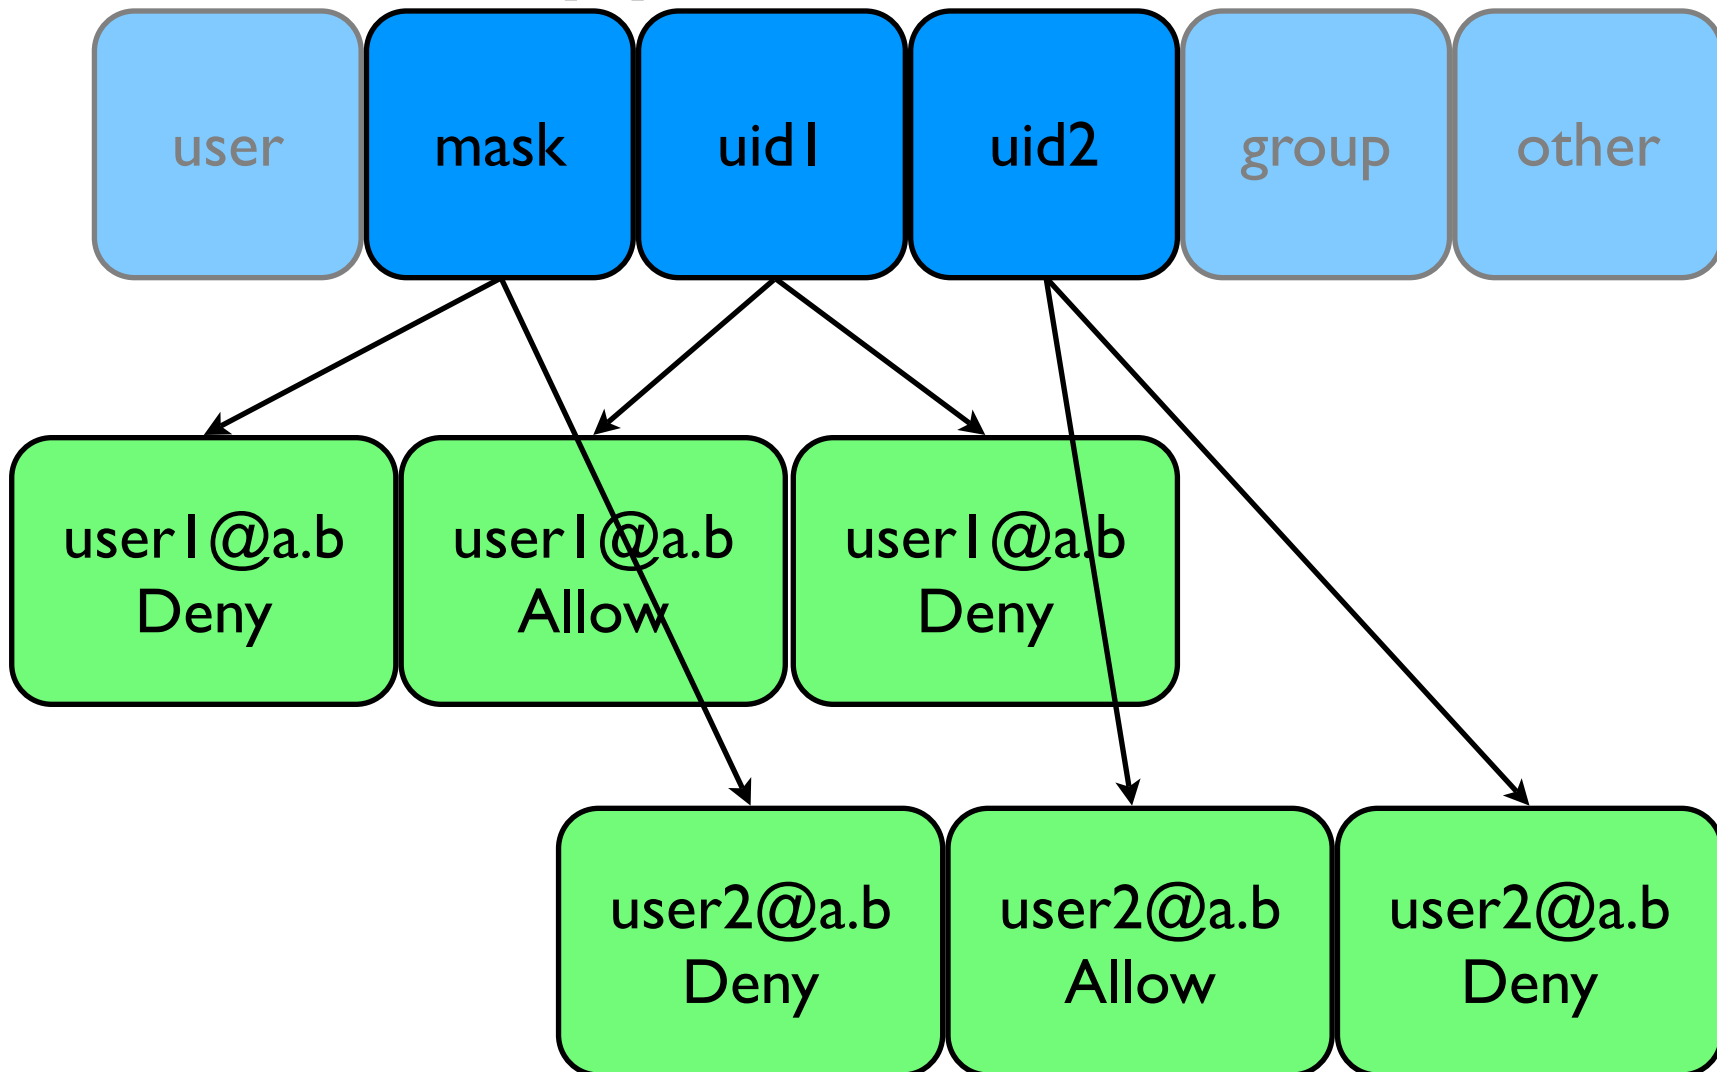 user
mask
uid1
uid2
group
other
user1@a.b
Deny
user1@a.b
Allow
user1@a.b
Deny
user2@a.b
Deny
user2@a.b
Allow
user2@a.b
Deny